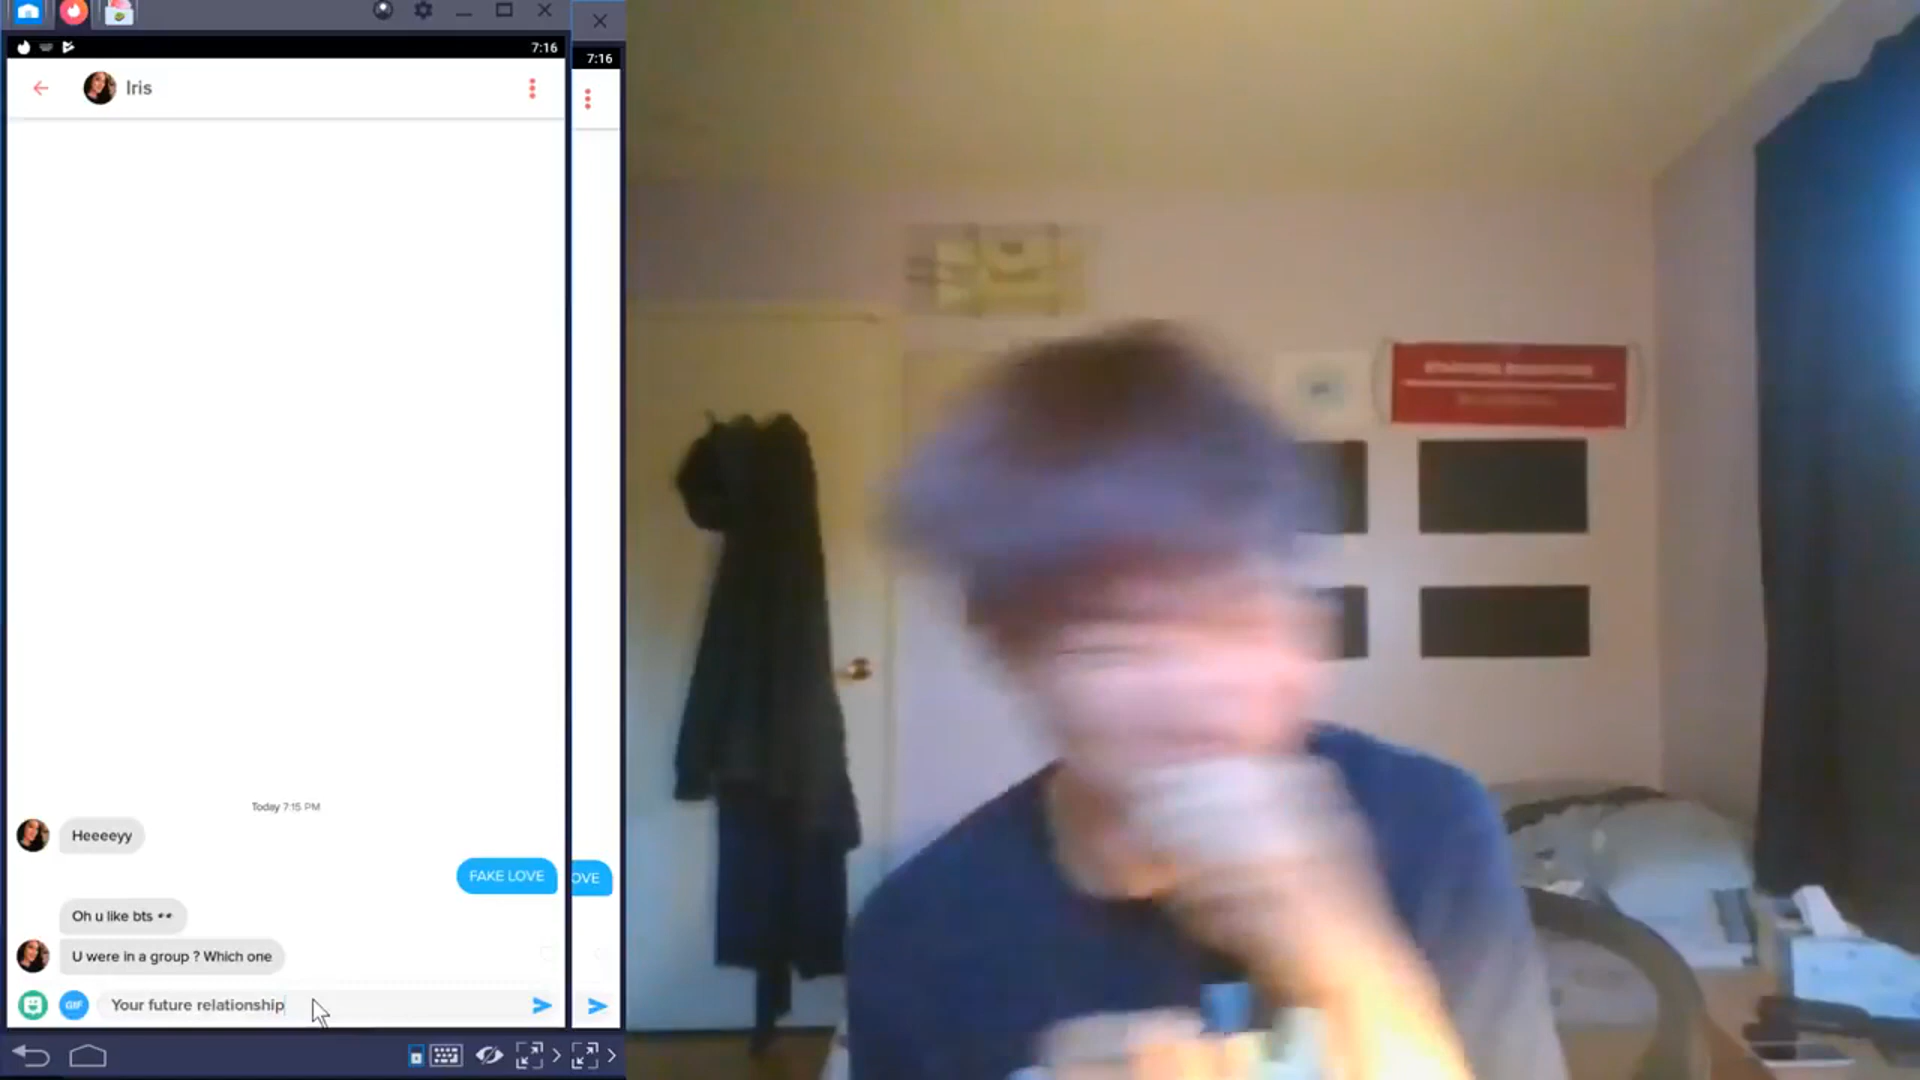 7:16
7:16
Iris
Today 7:15 PM
Heeeeyy
FAKE LOVE
OVE
Oh u like bts 👀
U were in a group ? Which one
GIF
Your future relationship